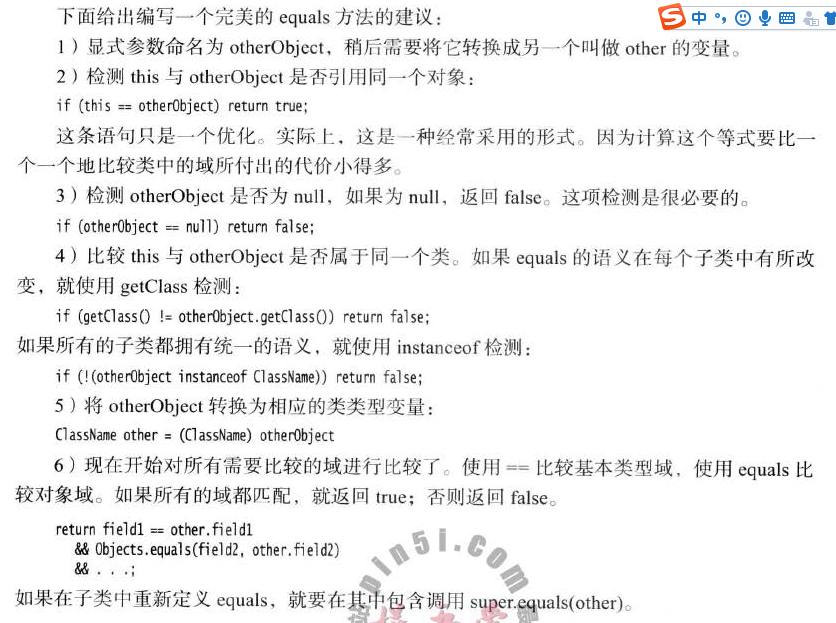 下面给出编写一个完美的 equals 方法的建议：
中
1）显式参数命名为 otherObject，稍后需要将它转换成另一个叫做 other 的变量。
2）检测 this 与 otherObject 是否引用同一个对象：
if (this == otherObject) return true;
这条语句只是一个优化。实际上，这是一种经常采用的形式。因为计算这个等式要比一
个一个地比较类中的域所付出的代价小得多。
3）检测 otherObject 是否为 null，如果为 null，返回 false。这项检测是很必要的。
if (otherObject == null) return false;
4）比较 this 与 otherObject 是否属于同一个类。如果 equals 的语义在每个子类中有所改
变，就使用 getClass 检测：
if (getClass() != otherObject.getClass()) return false;
如果所有的子类都拥有统一的语义，就使用 instanceof 检测：
if (!(otherObject instanceof ClassName)) return false;
5）将 otherObject 转换为相应的类类型变量：
ClassName other = (ClassName) otherObject
6）现在开始对所有需要比较的域进行比较了。使用 == 比较基本类型域，使用 equals 比
较对象域。如果所有的域都匹配，就返回 true；否则返回 false。
return field1 == other.field1
&& Objects.equals(field2, other.field2)
&& . . .;
如果在子类中重新定义 equals，就要在其中包含调用 super.equals(other)。
pin5i.com